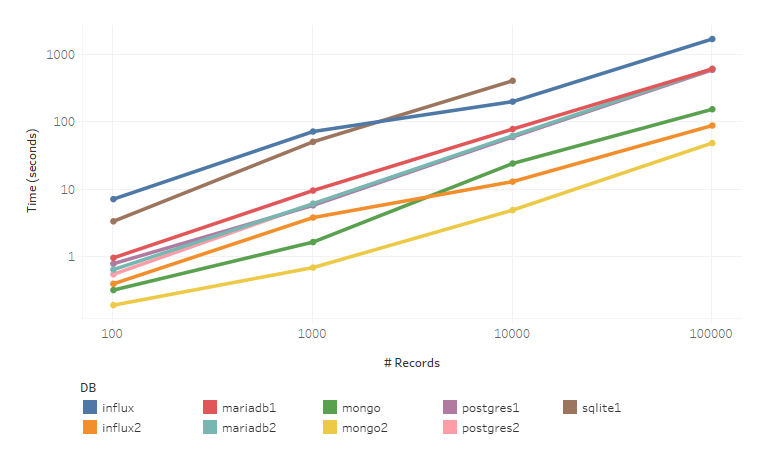 1000
100
10
1
Time (seconds)
100 1000 10000 100000
# Records
DB
influx mariadb1 mongo postgres1 sqlite1
influx2 mariadb2 mongo2 postgres2